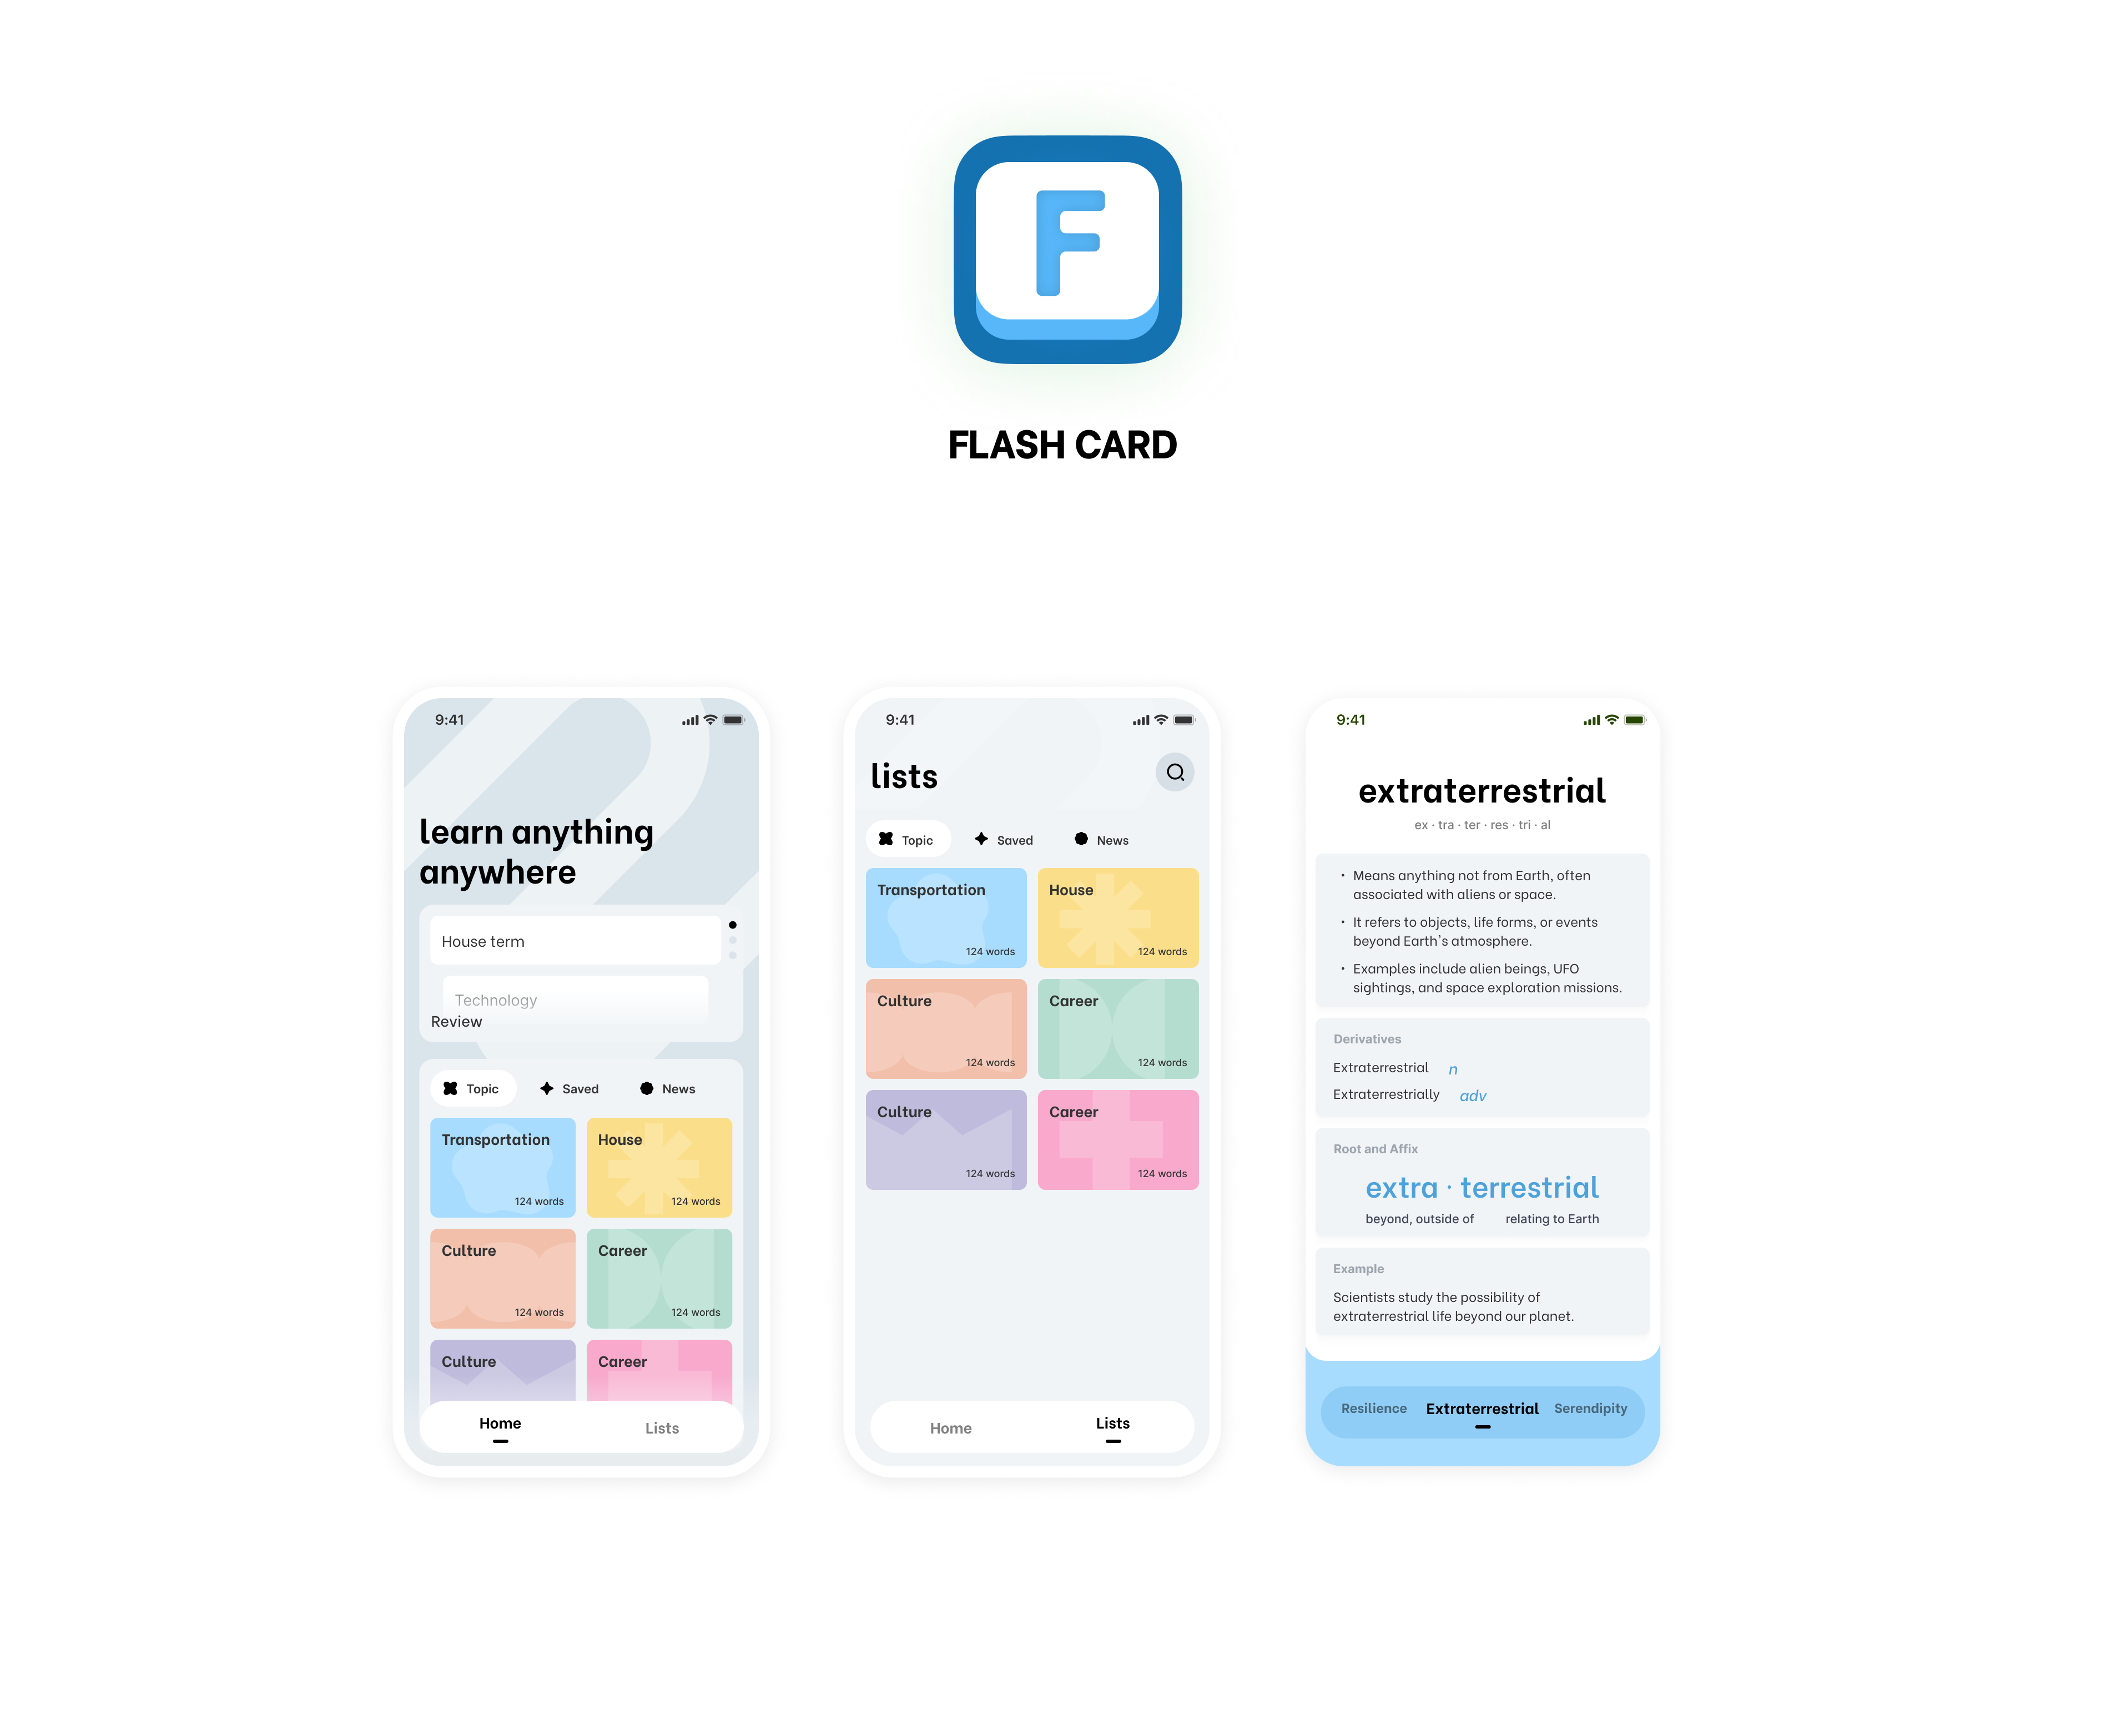 F
FLASH CARD
9:41
learn anything
anywhere
House term
Technology
Review
Topic
Saved
News
Transportation
124 words
House
124 words
Culture
124 words
Career
124 words
Culture
Career
Home
Lists
9:41
lists
Topic
Saved
News
Transportation
124 words
House
124 words
Culture
124 words
Career
124 words
Culture
124 words
Career
124 words
Home
Lists
9:41
extraterrestrial
ex · tra · ter · res · tri · al
• Means anything not from Earth, often
associated with aliens or space.
• It refers to objects, life forms, or events
beyond Earth's atmosphere.
• Examples include alien beings, UFO
sightings, and space exploration missions.
Derivatives
Extraterrestrial n
Extraterrestrially adv
Root and Affix
extra · terrestrial
beyond, outside of relating to Earth
Example
Scientists study the possibility of
extraterrestrial life beyond our planet.
Resilience Extraterrestrial Serendipity